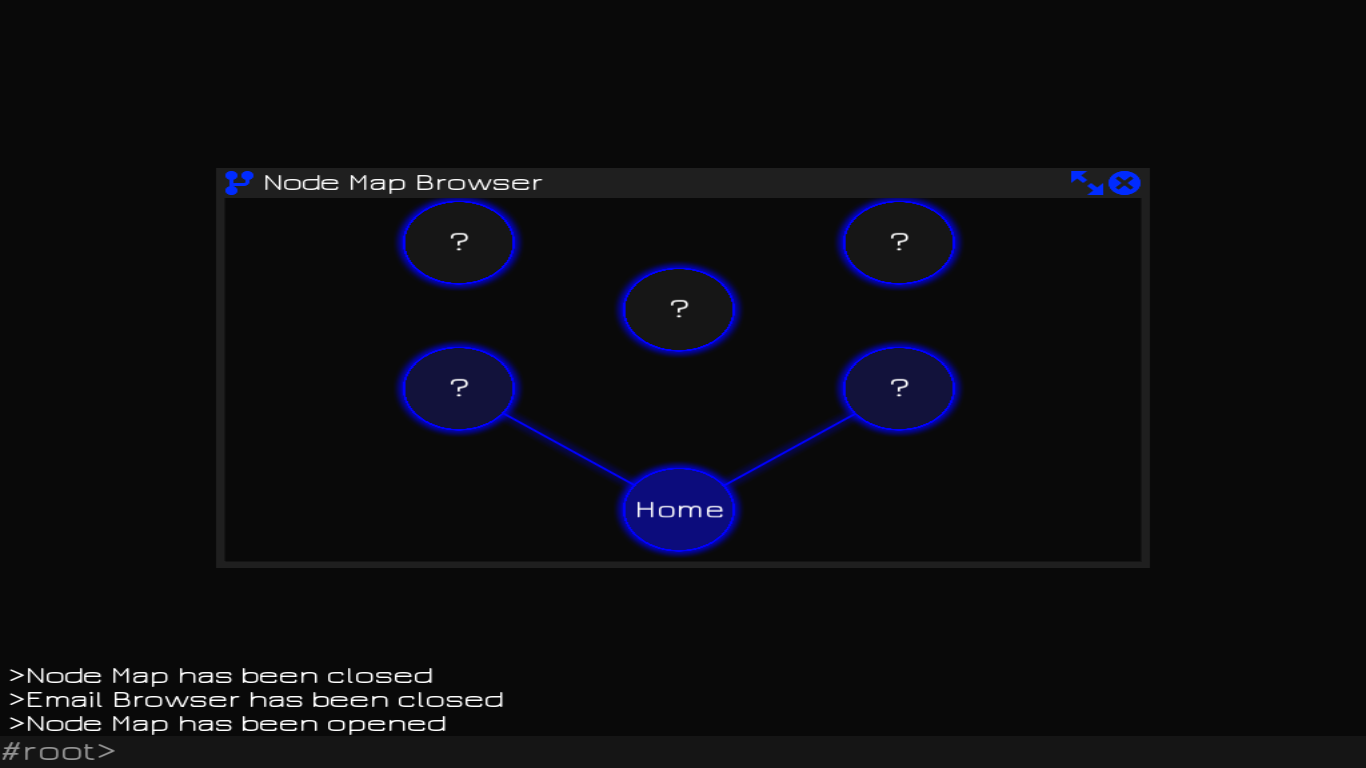 Node Map Browser
?
?
?
?
?
Home
>Node Map has been closed
>Email Browser has been closed
>Node Map has been opened
#root>